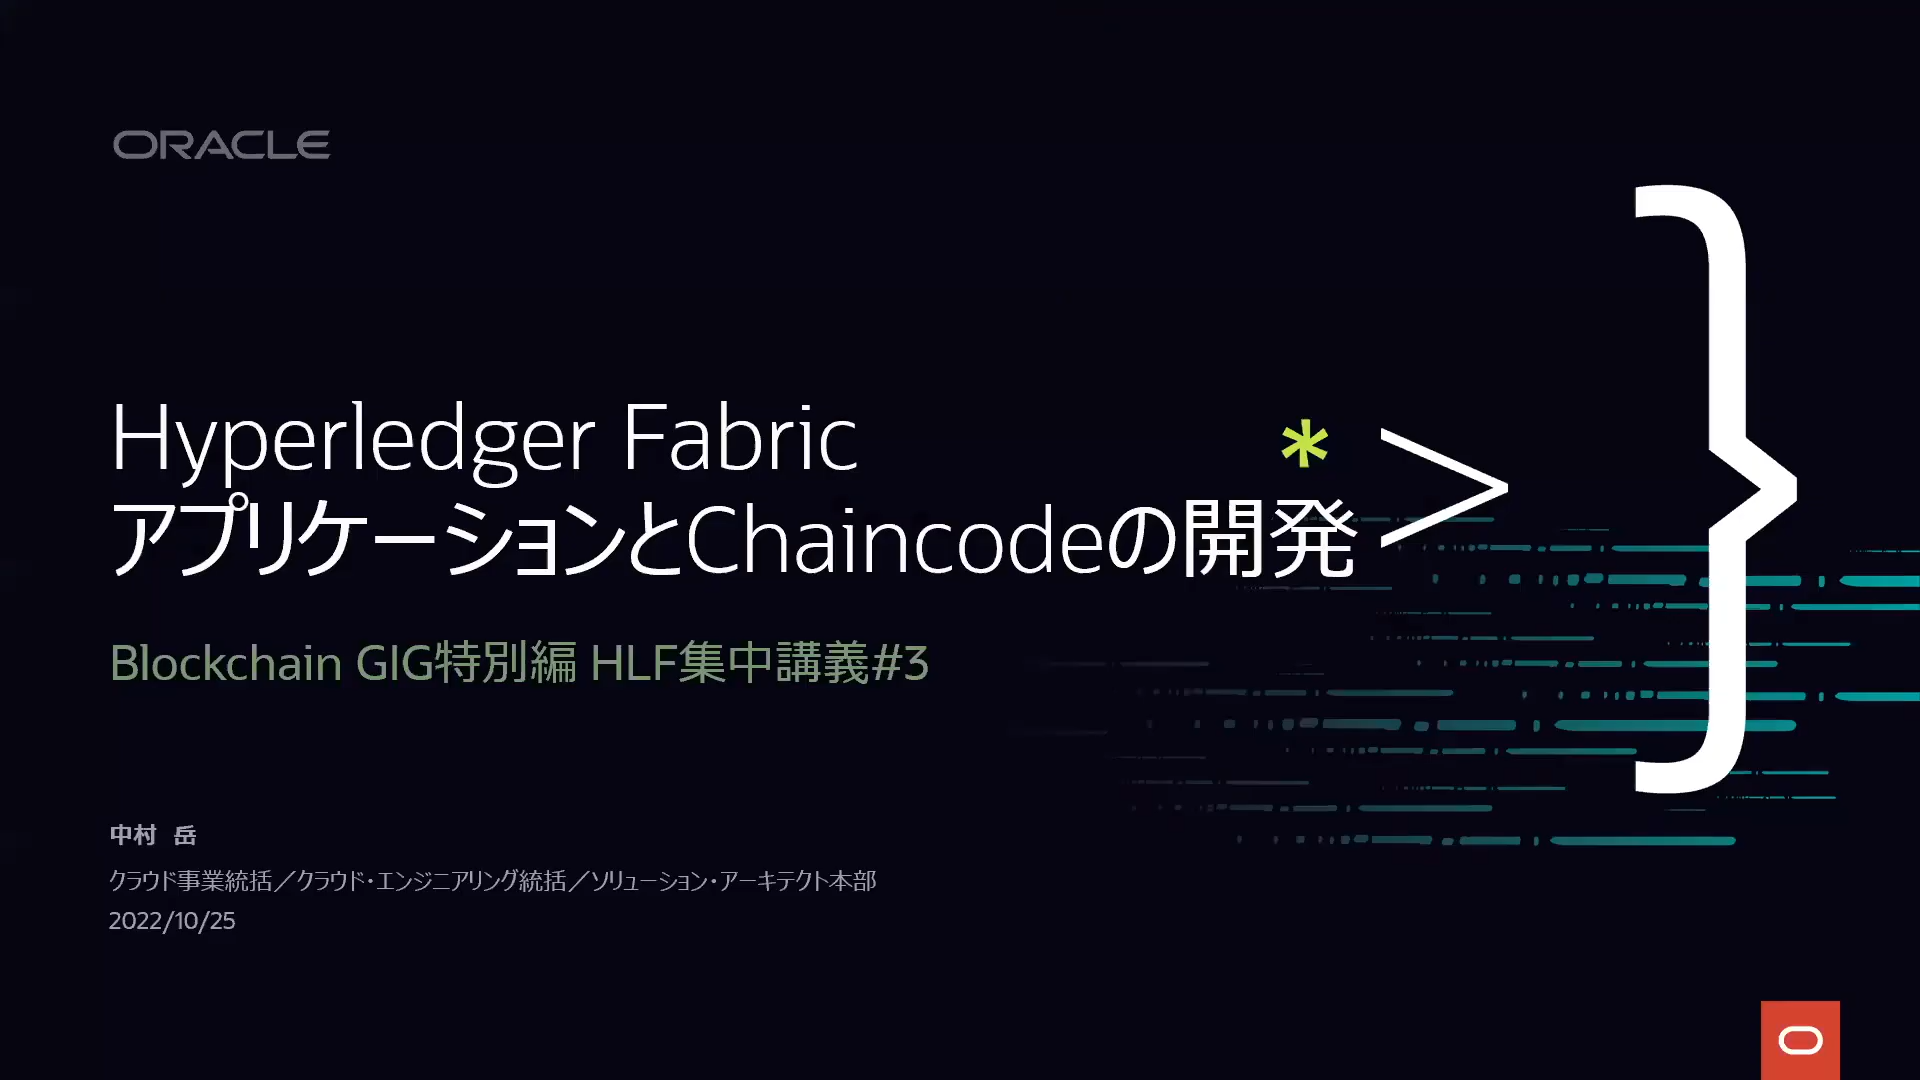 ORACLE
Hyperledger Fabric
アプリケーションとChaincodeの開発
Blockchain GIG特別編 HLF集中講義#3
中村 岳
クラウド事業統括／クラウド・エンジニアリング統括／ソリューション・アーキテクト本部
2022/10/25